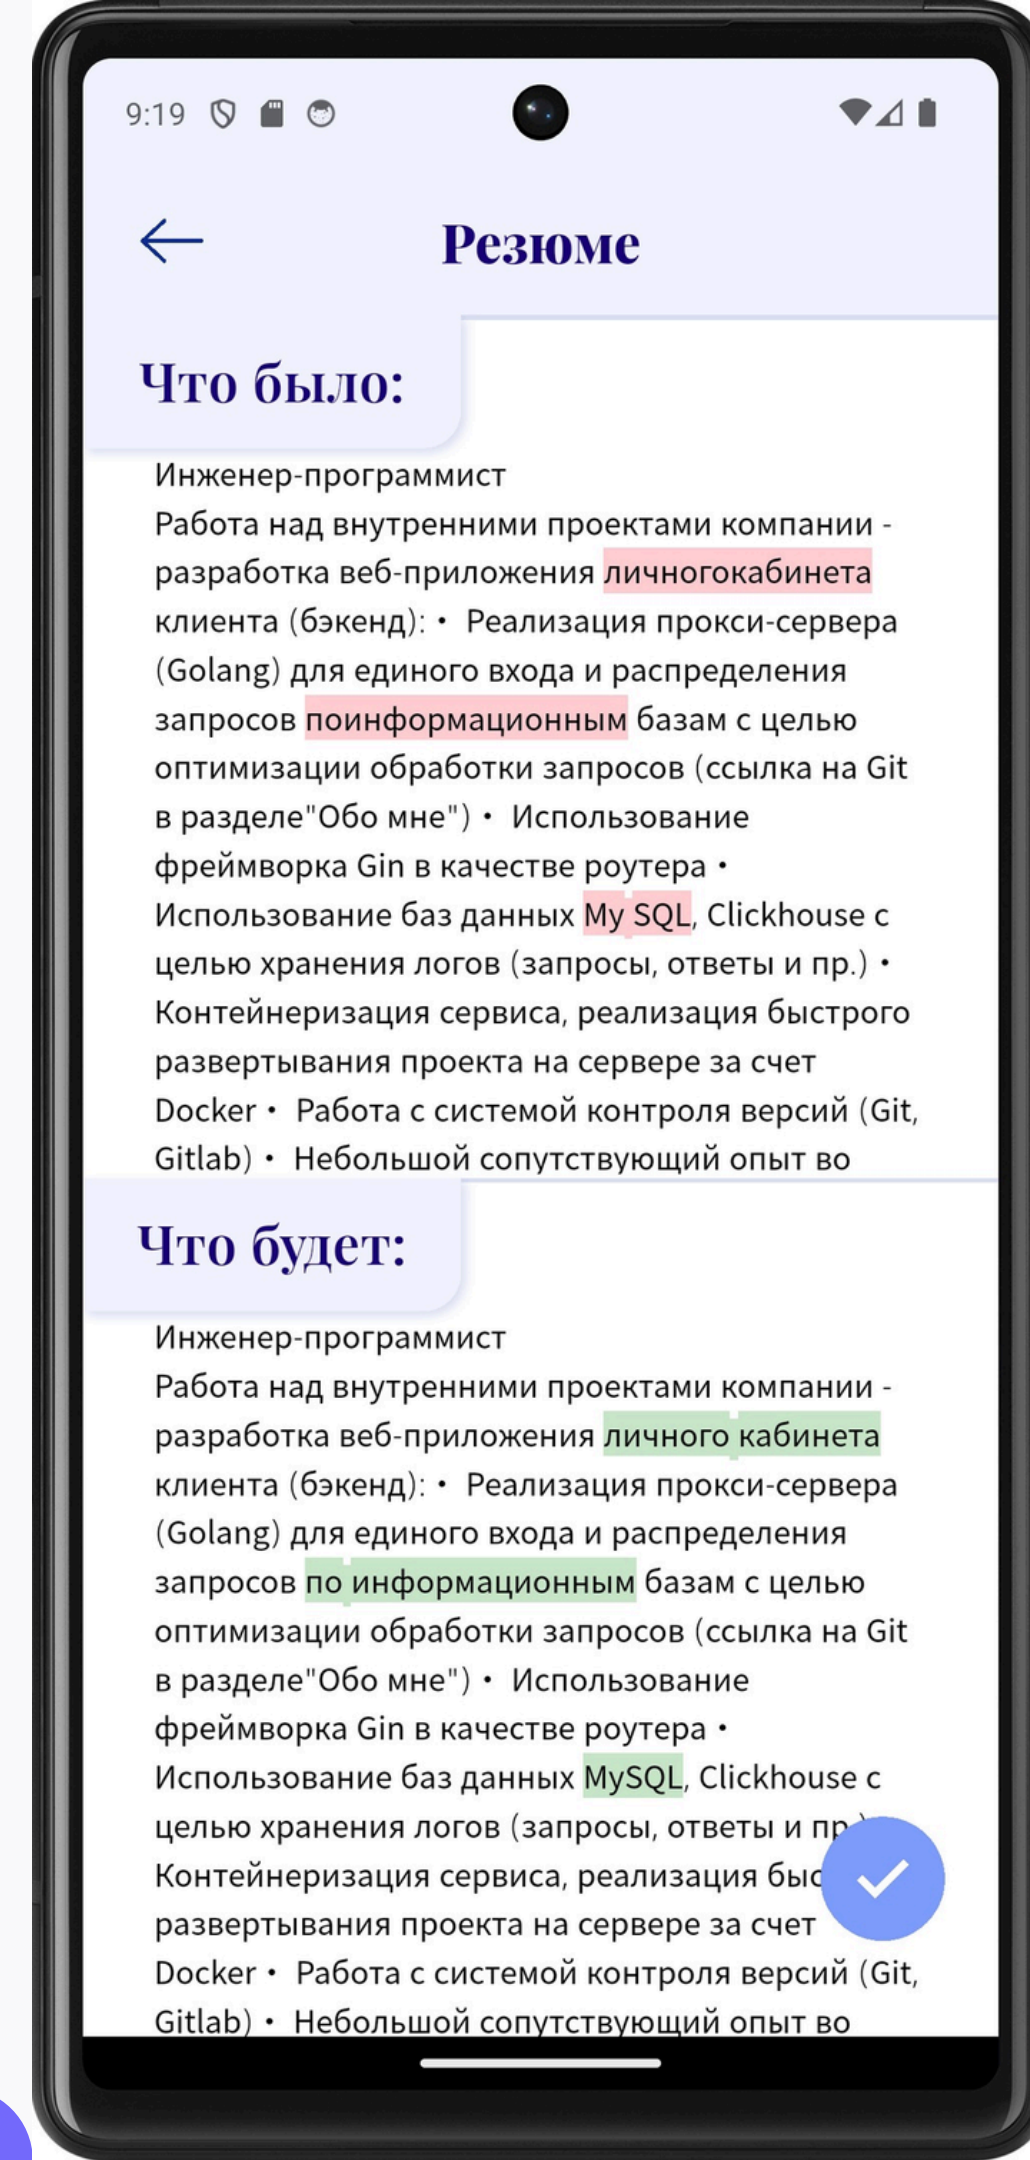 9:19
Резюме
Что было:
Инженер-программист
Работа над внутренними проектами компании -
разработка веб-приложения личногокабинета
клиента (бэкенд): • Реализация прокси-сервера
(Golang) для единого входа и распределения
запросов поинформационным базам с целью
оптимизации обработки запросов (ссылка на Git
в разделе"Обо мне") • Использование
фреймворка Gin в качестве роутера •
Использование баз данных My SQL, Clickhouse с
целью хранения логов (запросы, ответы и пр.) •
Контейнеризация сервиса, реализация быстрого
развертывания проекта на сервере за счет
Docker • Работа с системой контроля версий (Git,
Gitlab) • Небольшой сопутствующий опыт во
Что будет:
Инженер-программист
Работа над внутренними проектами компании -
разработка веб-приложения личного кабинета
клиента (бэкенд): • Реализация прокси-сервера
(Golang) для единого входа и распределения
запросов по информационным базам с целью
оптимизации обработки запросов (ссылка на Git
в разделе"Обо мне") • Использование
фреймворка Gin в качестве роутера •
Использование баз данных MySQL, Clickhouse с
целью хранения логов (запросы, ответы и пр.)
Контейнеризация сервиса, реализация быс
развертывания проекта на сервере за счет
Docker • Работа с системой контроля версий (Git,
Gitlab) • Небольшой сопутствующий опыт во